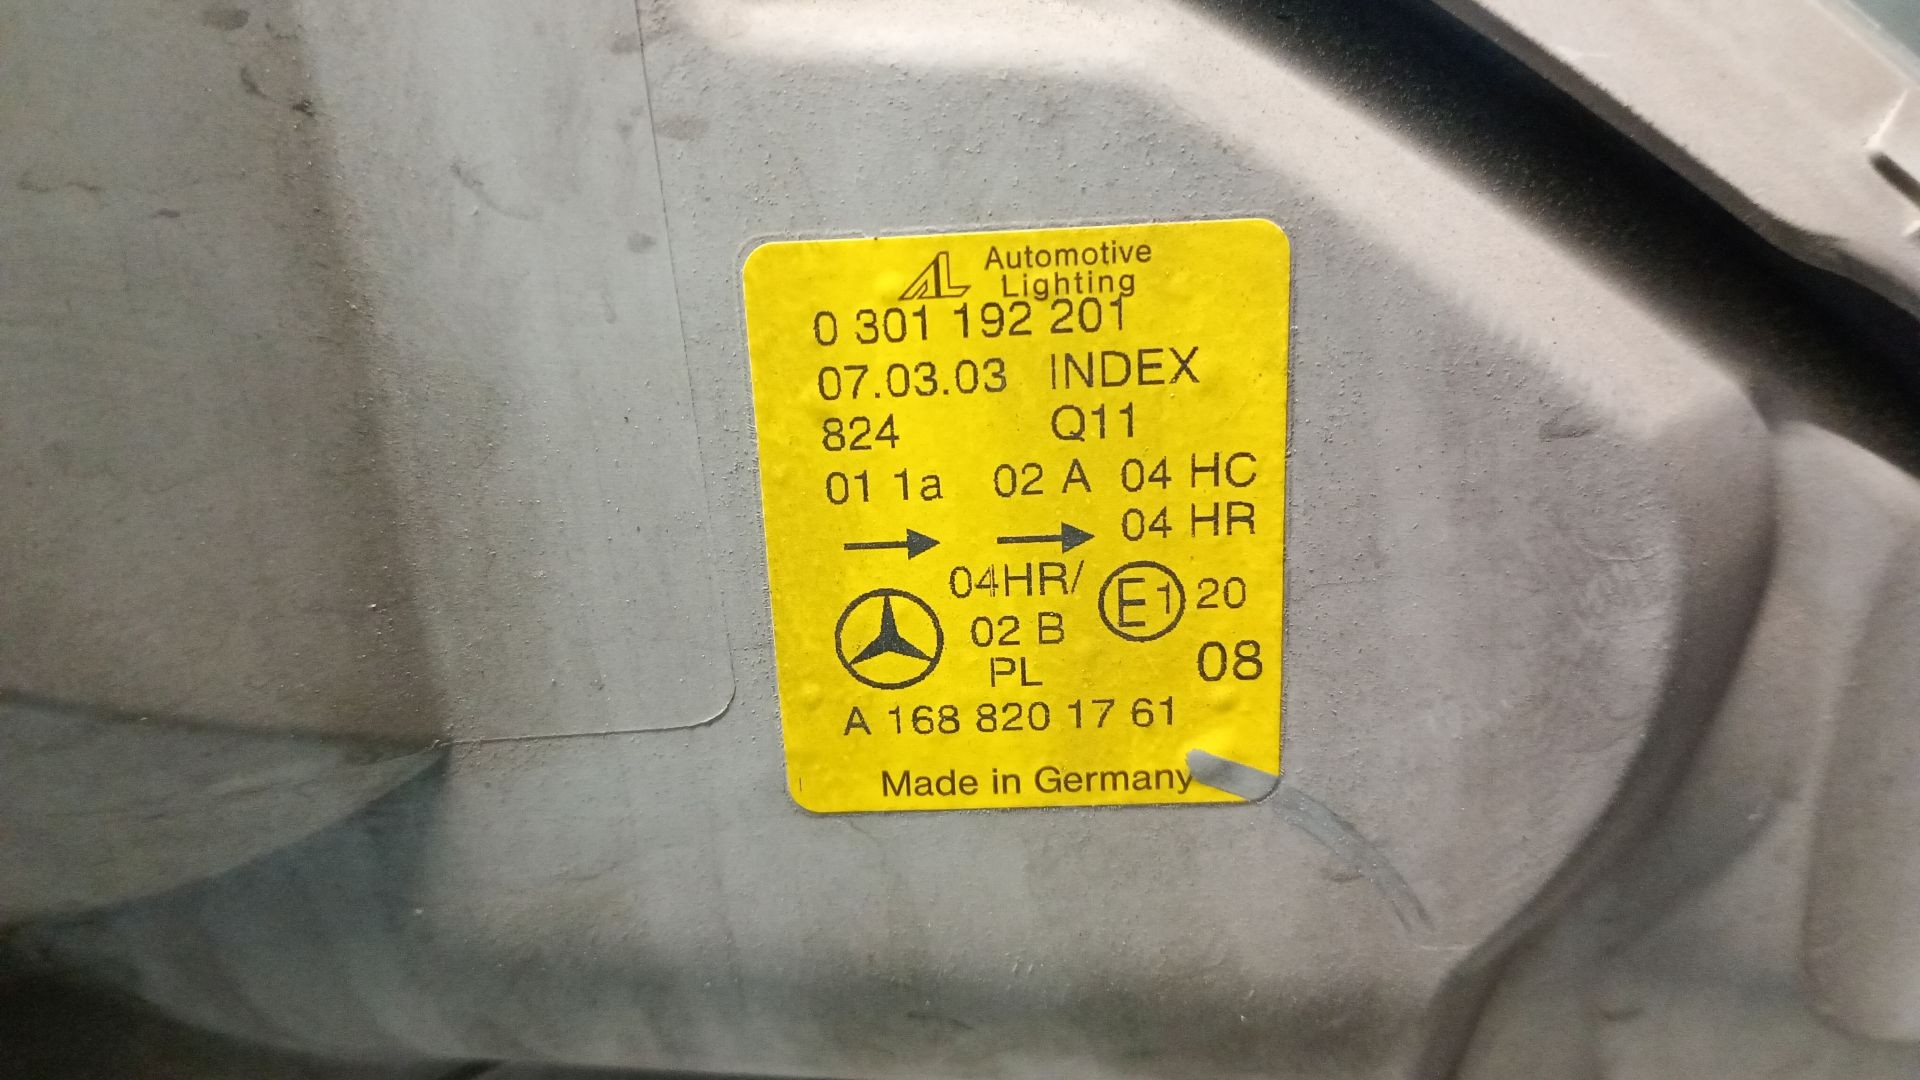 AL Automotive
Lighting
0 301 192 201
07.03.03 INDEX
824 Q11
01 1a 02 A 04 HC
04 HR
04HR/ E1 20
02 B
PL 08
A 168 820 17 61
Made in Germany